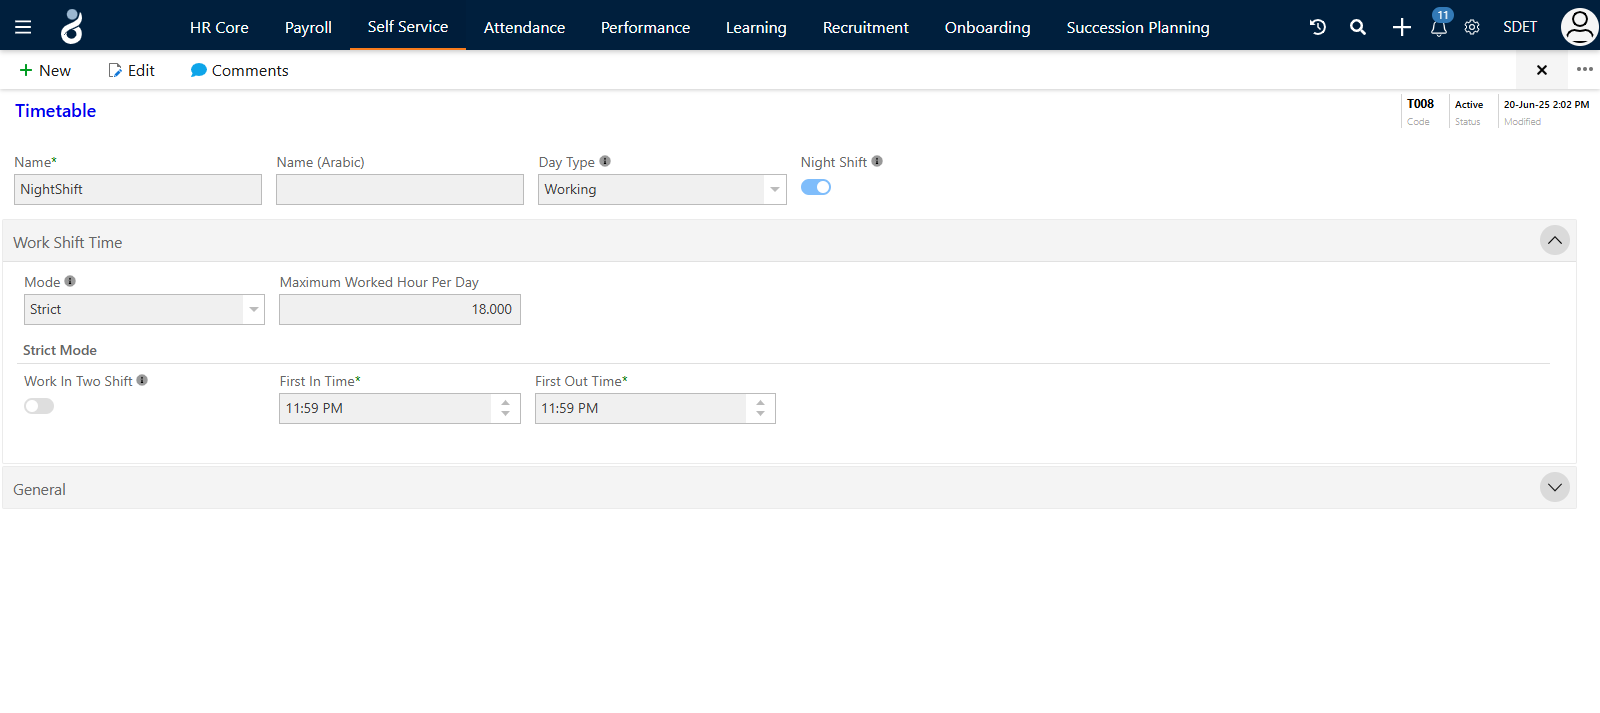 HR Core Payroll Self Service Attendance Performance Learning Recruitment Onboarding Succession Planning 11 SDET
New Edit Comments
Timetable
T008 Active 20-Jun-25 2:02 PM
Code Status Modified
Name* Name (Arabic) Day Type Night Shift
NightShift Working
Work Shift Time
Mode Maximum Worked Hour Per Day
Strict 18.000
Strict Mode
Work In Two Shift First In Time* First Out Time*
11:59 PM 11:59 PM
General